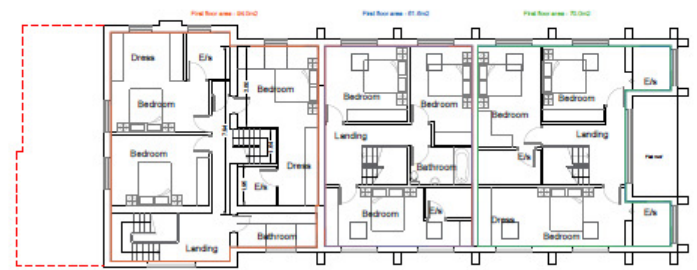 First floor area - 94.0m2
First floor area - 61.6m2
First floor area - 70.0m2
Dress
E/s
E/s
Bedroom
Bedroom
Bedroom
Bedroom
Bedroom
Bedroom
Landing
Landing
Bedroom
Dress
Bathroom
E/s
E/s
E/s
E/s
Bedroom
Dress
Bedroom
Landing
Bathroom